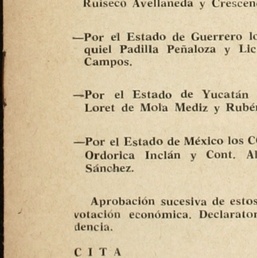 Ruiseco Avellaneda y Crescen
—Por el Estado de Guerrero lo
quiel Padilla Peñaloza y Lic
Campos.
—Por el Estado de Yucatán
Loret de Mola Mediz y Rubé
—Por el Estado de México los C
Ordorica Inclán y Cont. Al
Sánchez.
Aprobación sucesiva de estos
votación económica. Declarator
dencia.
CITA